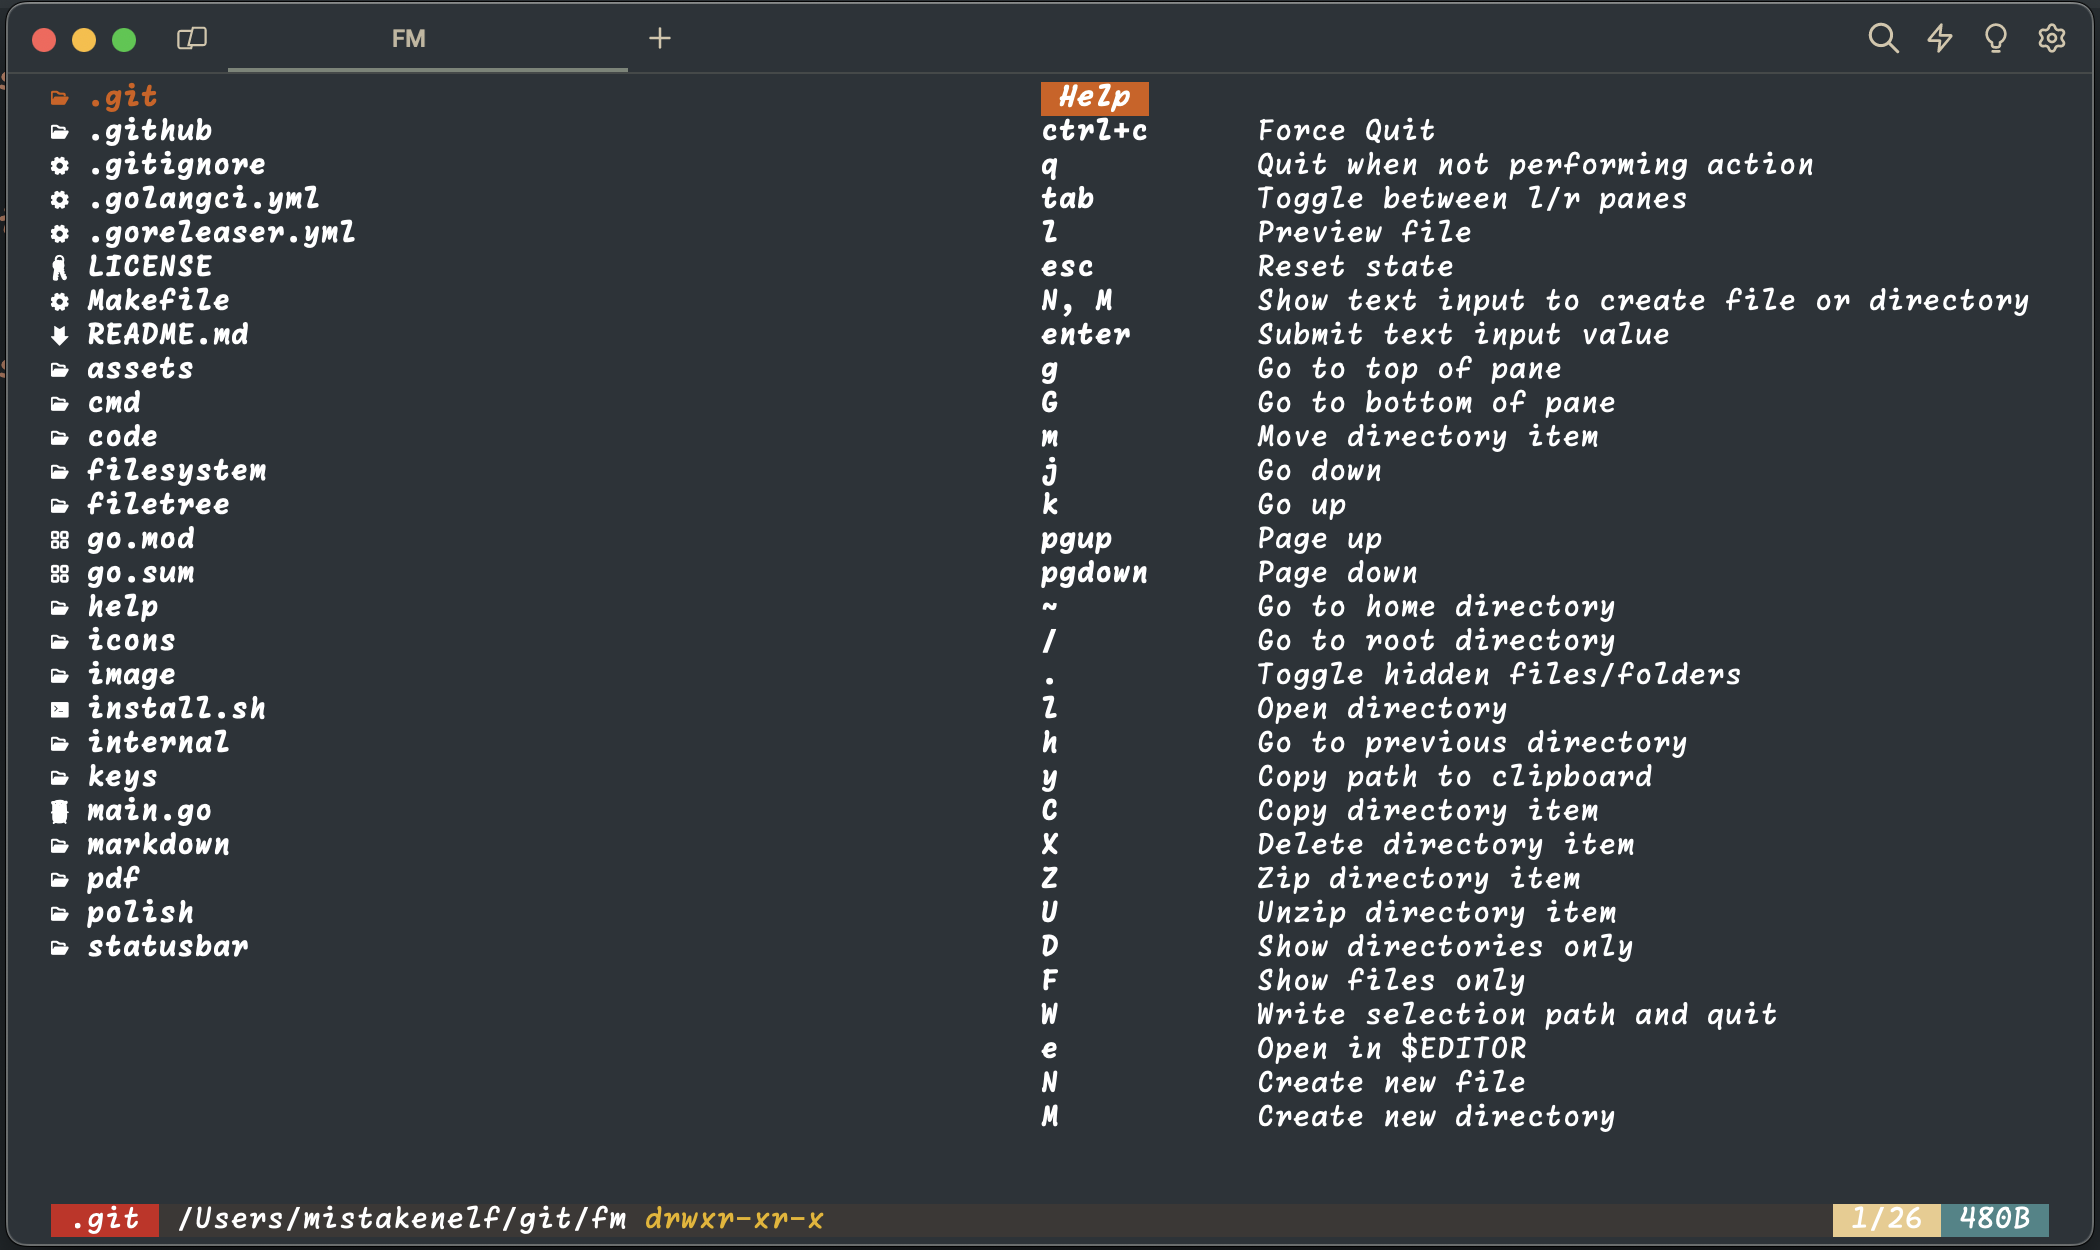 FM
.git
.github
.gitignore
.golangci.yml
.goreleaser.yml
LICENSE
Makefile
README.md
assets
cmd
code
filesystem
filetree
go.mod
go.sum
help
icons
image
install.sh
internal
keys
main.go
markdown
pdf
polish
statusbar
Help
ctrl+c Force Quit
q Quit when not performing action
tab Toggle between l/r panes
l Preview file
esc Reset state
N, M Show text input to create file or directory
enter Submit text input value
g Go to top of pane
G Go to bottom of pane
m Move directory item
j Go down
k Go up
pgup Page up
pgdown Page down
~ Go to home directory
/ Go to root directory
. Toggle hidden files/folders
l Open directory
h Go to previous directory
y Copy path to clipboard
C Copy directory item
X Delete directory item
Z Zip directory item
U Unzip directory item
D Show directories only
F Show files only
W Write selection path and quit
e Open in $EDITOR
N Create new file
M Create new directory
.git /Users/mistakenelf/git/fm drwxr-xr-x 1/26 480B